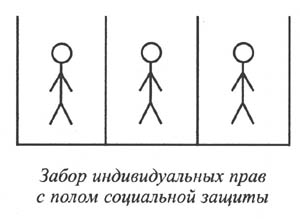 Забор индивидуальных прав
с полом социальной защиты